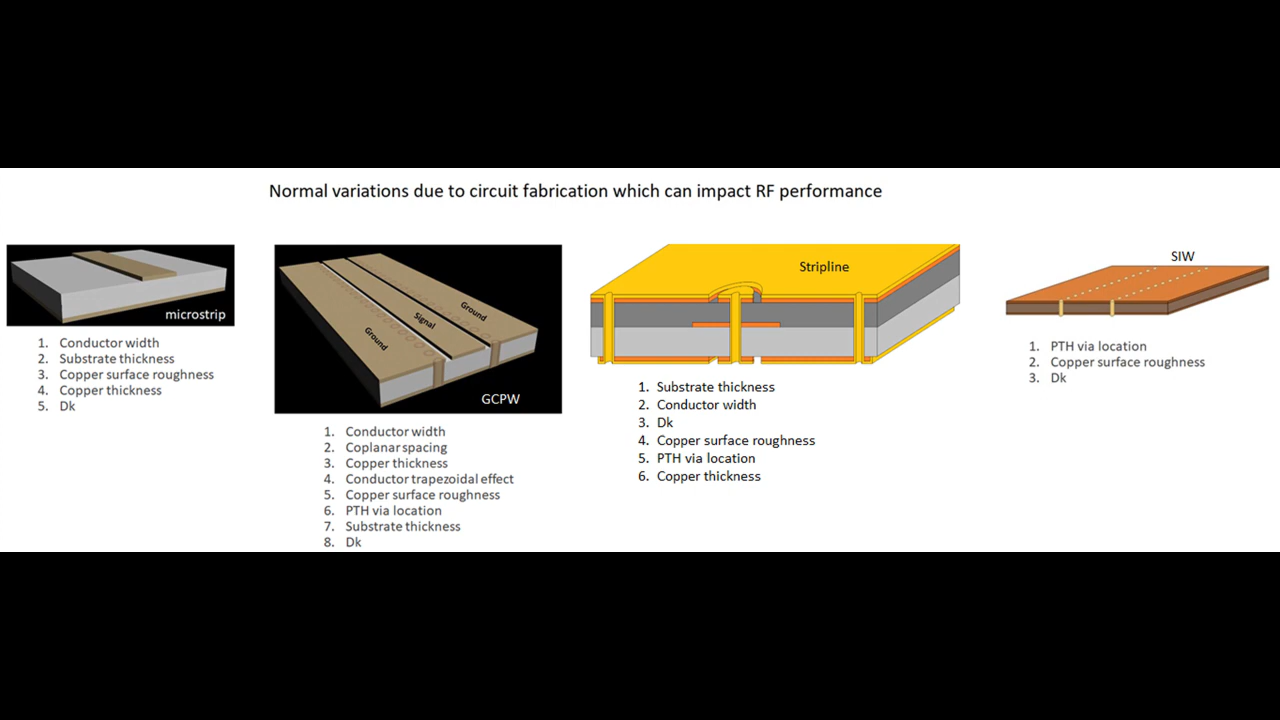 Normal variations due to circuit fabrication which can impact RF performance
microstrip
1. Conductor width
2. Substrate thickness
3. Copper surface roughness
4. Copper thickness
5. Dk
Ground
Signal
Ground
GCPW
1. Conductor width
2. Coplanar spacing
3. Copper thickness
4. Conductor trapezoidal effect
5. Copper surface roughness
6. PTH via location
7. Substrate thickness
8. Dk
Stripline
1. Substrate thickness
2. Conductor width
3. Dk
4. Copper surface roughness
5. PTH via location
6. Copper thickness
SIW
1. PTH via location
2. Copper surface roughness
3. Dk